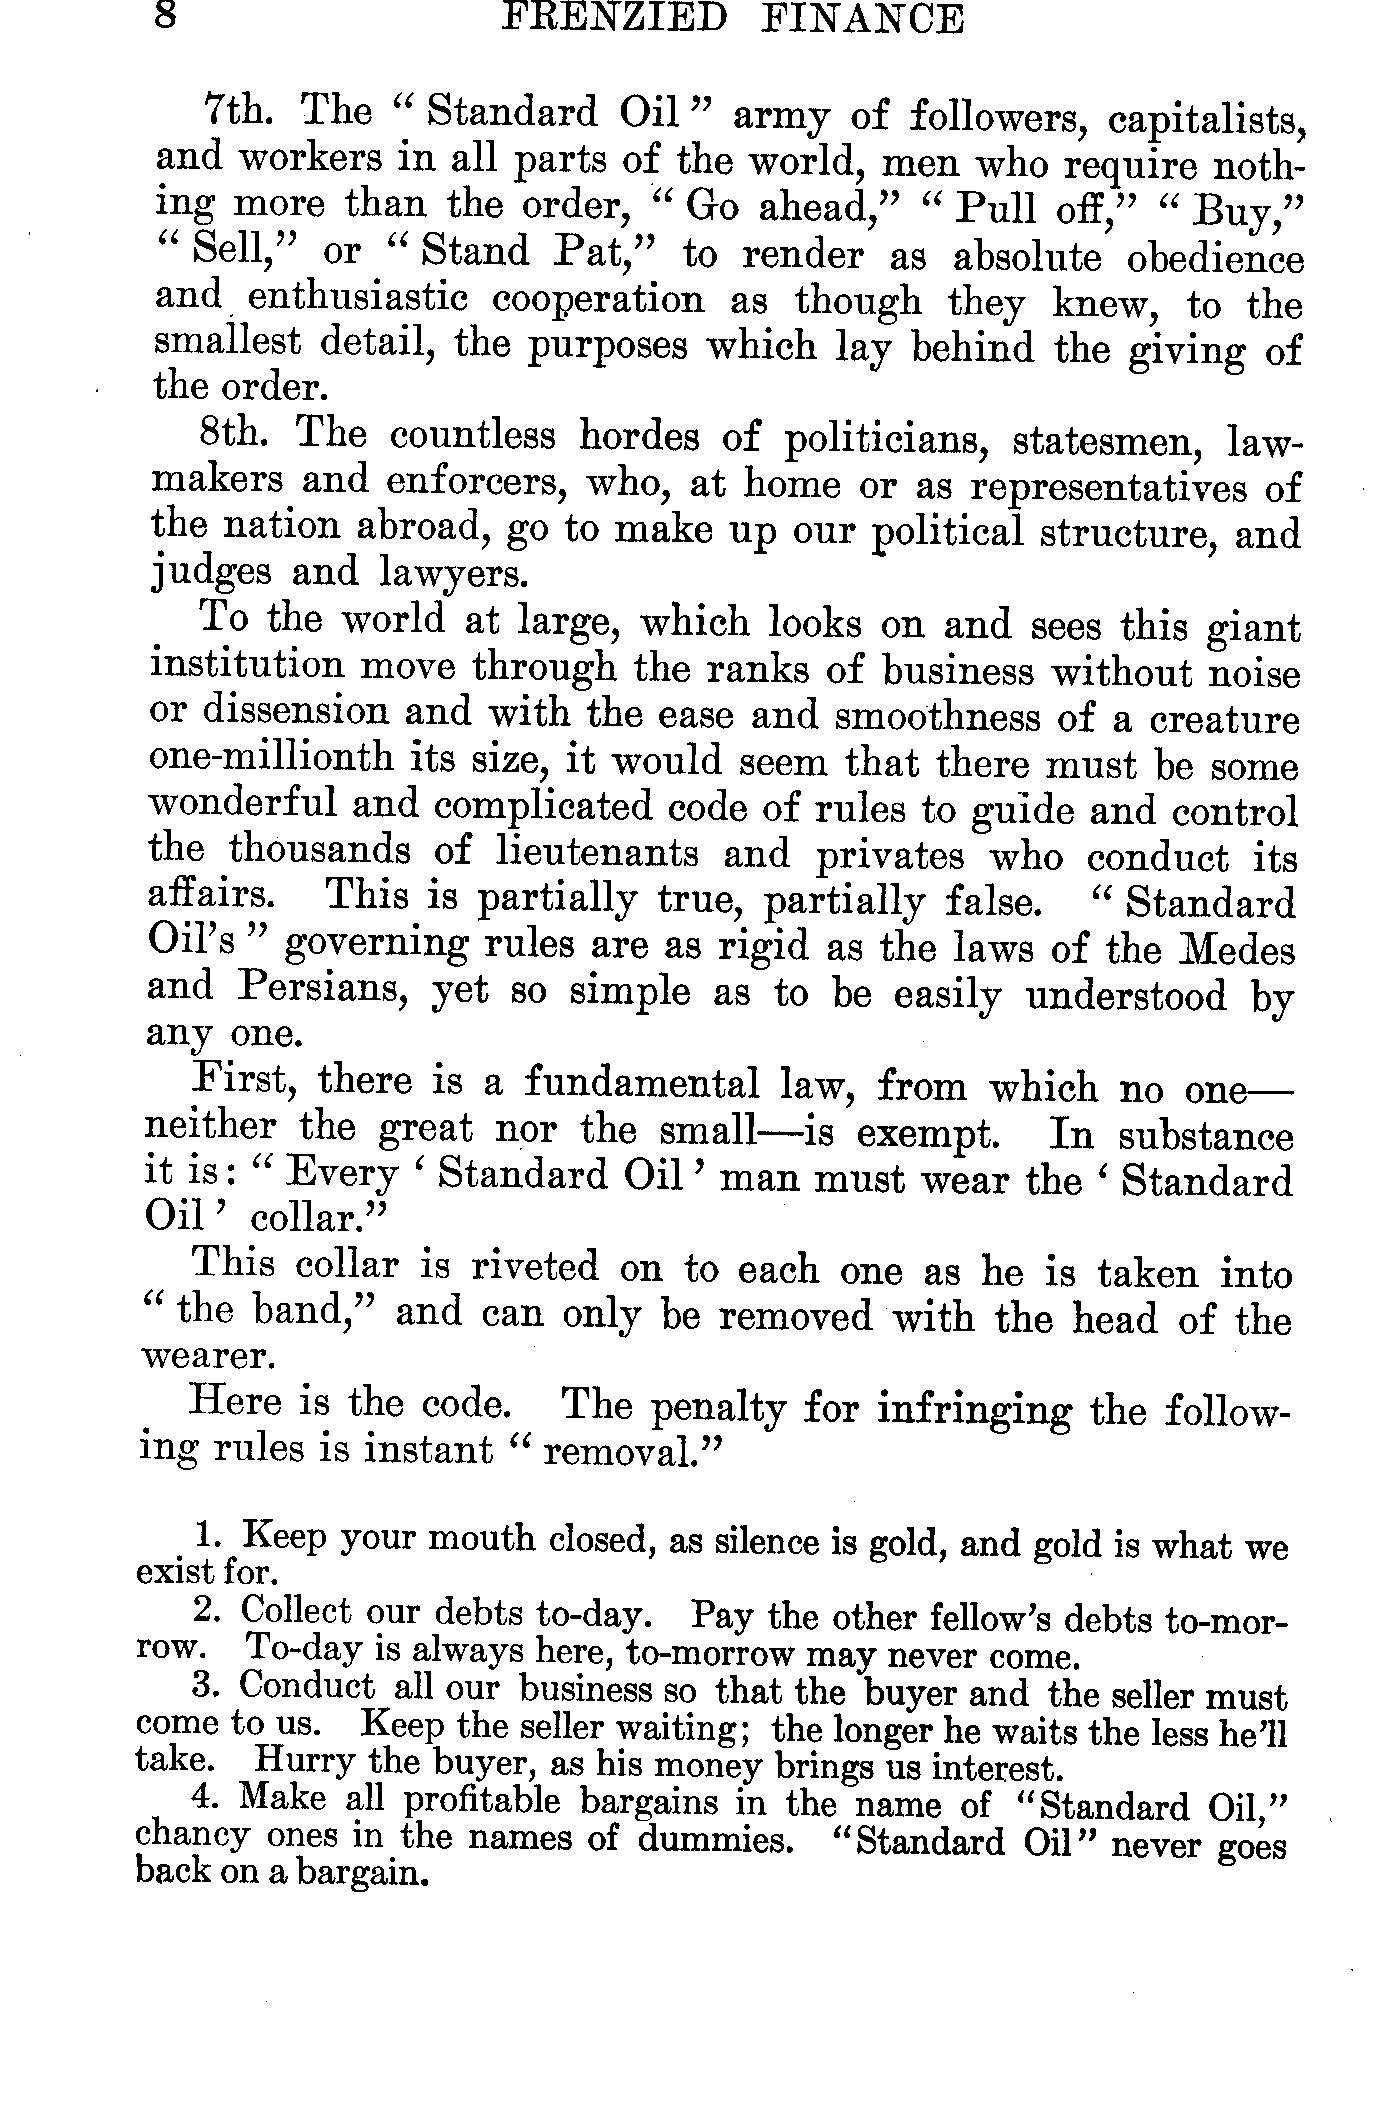 8 FRENZIED FINANCE
7th. The " Standard Oil " army of followers, capitalists,
and workers in all parts of the world, men who require noth-
ing more than the order, " Go ahead," " Pull off," " Buy,"
" Sell," or " Stand Pat," to render as absolute obedience
and enthusiastic cooperation as though they knew, to the
smallest detail, the purposes which lay behind the giving of
the order.
8th. The countless hordes of politicians, statesmen, law-
makers and enforcers, who, at home or as representatives of
the nation abroad, go to make up our political structure, and
judges and lawyers.
To the world at large, which looks on and sees this giant
institution move through the ranks of business without noise
or dissension and with the ease and smoothness of a creature
one-millionth its size, it would seem that there must be some
wonderful and complicated code of rules to guide and control
the thousands of lieutenants and privates who conduct its
affairs. This is partially true, partially false. " Standard
Oil's " governing rules are as rigid as the laws of the Medes
and Persians, yet so simple as to be easily understood by
any one.
First, there is a fundamental law, from which no one—
neither the great nor the small—is exempt. In substance
it is: " Every ' Standard Oil ' man must wear the ' Standard
Oil ' collar."
This collar is riveted on to each one as he is taken into
" the band," and can only be removed with the head of the
wearer.
Here is the code. The penalty for infringing the follow-
ing rules is instant " removal."
1. Keep your mouth closed, as silence is gold, and gold is what we
exist for.
2. Collect our debts to-day. Pay the other fellow's debts to-mor-
row. To-day is always here, to-morrow may never come.
3. Conduct all our business so that the buyer and the seller must
come to us. Keep the seller waiting; the longer he waits the less he'll
take. Hurry the buyer, as his money brings us interest.
4. Make all profitable bargains in the name of "Standard Oil,"
chancy ones in the names of dummies. "Standard Oil" never goes
back on a bargain.